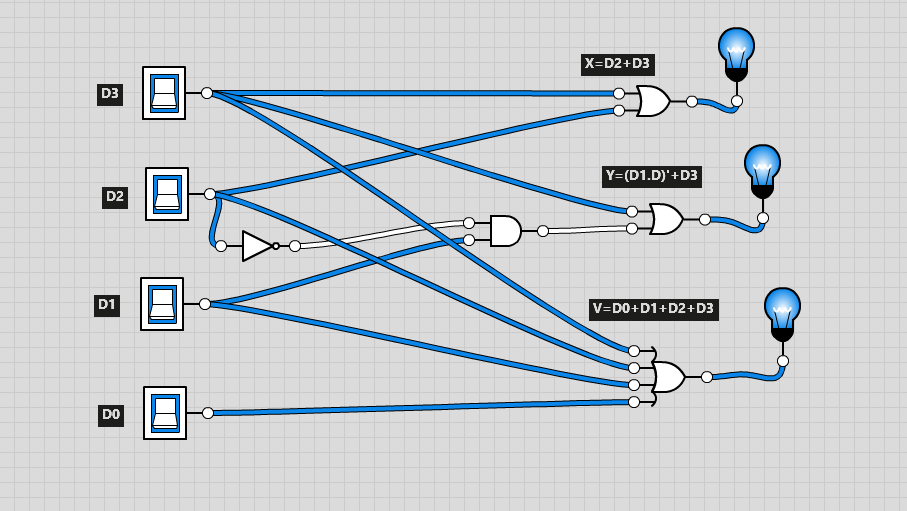 X=D2+D3
D3
Y=(D1.D)'+D3
D2
D1
V=D0+D1+D2+D3
D0